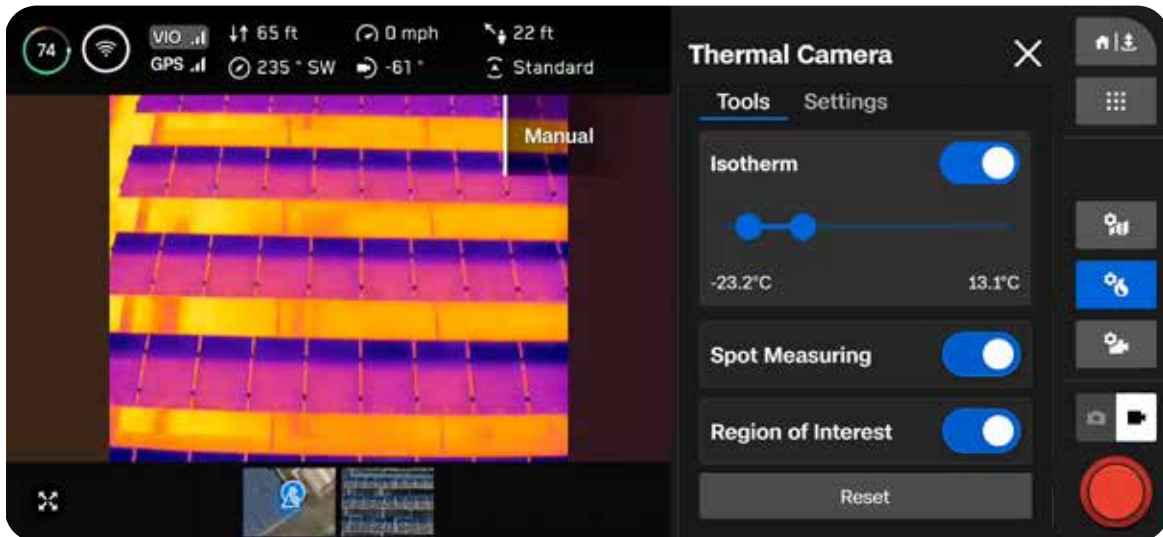 74
VIO
GPS
65 ft
0 mph
22 ft
235 ° SW
-61 °
Standard
Manual
Thermal Camera
Tools
Settings
Isotherm
-23.2°C
13.1°C
Spot Measuring
Region of Interest
Reset